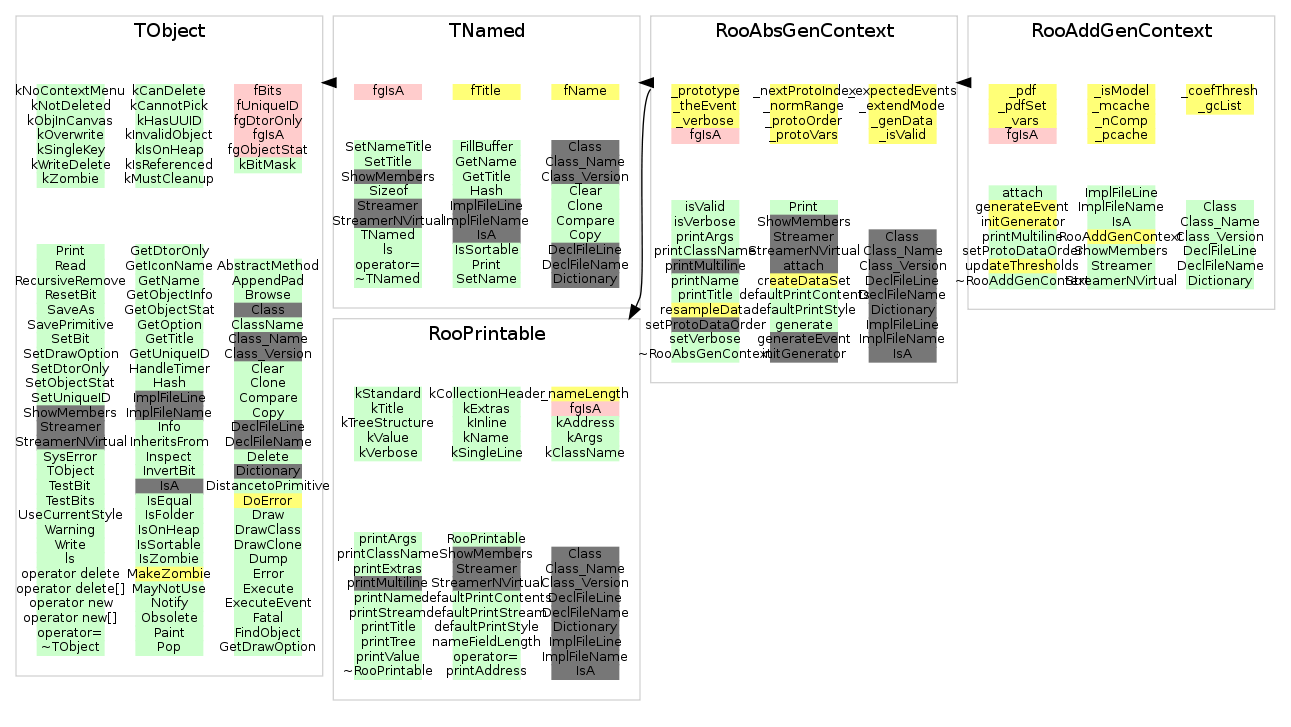 TObject
kNoContextMenu
kNotDeleted
kObjInCanvas
kOverwrite
kSingleKey
kWriteDelete
kZombie
kCanDelete
kCannotPick
kHasUUID
kInvalidObject
kIsOnHeap
kIsReferenced
kMustCleanup
fBits
fUniqueID
fgDtorOnly
fgIsA
fgObjectStat
kBitMask
Print
Read
RecursiveRemove
ResetBit
SaveAs
SavePrimitive
SetBit
SetDrawOption
SetDtorOnly
SetObjectStat
SetUniqueID
ShowMembers
Streamer
StreamerNVirtual
SysError
TObject
TestBit
TestBits
UseCurrentStyle
Warning
Write
ls
operator delete
operator delete[]
operator new
operator new[]
operator=
~TObject
GetDtorOnly
GetIconName
GetName
GetObjectInfo
GetObjectStat
GetOption
GetTitle
GetUniqueID
HandleTimer
Hash
ImplFileLine
ImplFileName
Info
InheritsFrom
Inspect
InvertBit
IsA
IsEqual
IsFolder
IsOnHeap
IsSortable
IsZombie
MakeZombie
MayNotUse
Notify
Obsolete
Paint
Pop
AbstractMethod
AppendPad
Browse
Class
ClassName
Class_Name
Class_Version
Clear
Clone
Compare
Copy
DeclFileLine
DeclFileName
Delete
Dictionary
DistancetoPrimitive
DoError
Draw
DrawClass
DrawClone
Dump
Error
Execute
ExecuteEvent
Fatal
FindObject
GetDrawOption
TNamed
fgIsA
fTitle
fName
SetNameTitle
SetTitle
ShowMembers
Sizeof
Streamer
StreamerNVirtual
TNamed
ls
operator=
~TNamed
FillBuffer
GetName
GetTitle
Hash
ImplFileLine
ImplFileName
IsA
IsSortable
Print
SetName
Class
Class_Name
Class_Version
Clear
Clone
Compare
Copy
DeclFileLine
DeclFileName
Dictionary
RooPrintable
kStandard
kTitle
kTreeStructure
kValue
kVerbose
kCollectionHeader
kExtras
kInline
kName
kSingleLine
_nameLength
fgIsA
kAddress
kArgs
kClassName
printArgs
printClassName
printExtras
printMultiline
printName
printStream
printTitle
printTree
printValue
~RooPrintable
RooPrintable
ShowMembers
Streamer
StreamerNVirtual
defaultPrintContents
defaultPrintStream
defaultPrintStyle
nameFieldLength
operator=
printAddress
Class
Class_Name
Class_Version
DeclFileLine
DeclFileName
Dictionary
ImplFileLine
ImplFileName
IsA
RooAbsGenContext
_prototype
_theEvent
_verbose
fgIsA
_nextProtoIndex
_normRange
_protoOrder
_protoVars
_expectedEvents
_extendMode
_genData
_isValid
isValid
isVerbose
printArgs
printClassName
printMultiline
printName
printTitle
resampleData
setProtoDataOrder
setVerbose
~RooAbsGenContext
Print
ShowMembers
Streamer
StreamerNVirtual
attach
createDataSet
defaultPrintContents
defaultPrintStyle
generate
generateEvent
initGenerator
Class
Class_Name
Class_Version
DeclFileLine
DeclFileName
Dictionary
ImplFileLine
ImplFileName
IsA
RooAddGenContext
_pdf
_pdfSet
_vars
fgIsA
_isModel
_mcache
_nComp
_pcache
_coefThresh
_gcList
attach
generateEvent
initGenerator
printMultiline
setProtoDataOrder
updateThresholds
~RooAddGenContext
ImplFileLine
ImplFileName
IsA
RooAddGenContext
ShowMembers
Streamer
StreamerNVirtual
Class
Class_Name
Class_Version
DeclFileLine
DeclFileName
Dictionary